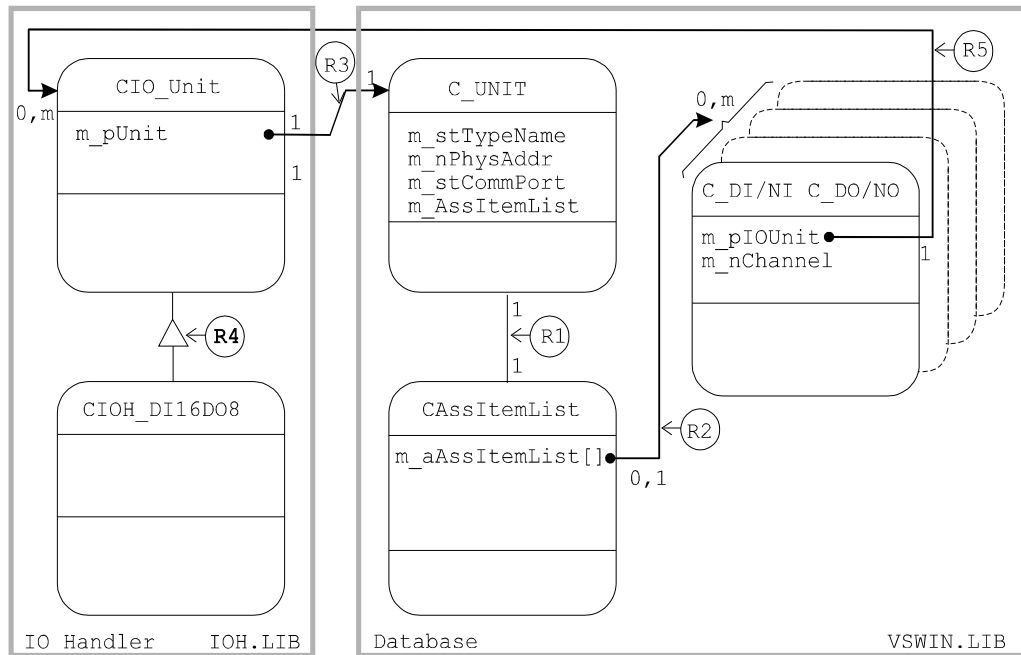 R5
R3
CIO_Unit
0,m
m_pUnit
1
1
1
C_UNIT
m_stTypeName
m_nPhysAddr
m_stCommPort
m_AssItemList
0,m
C_DI/NI C_DO/NO
m_pIOUnit
m_nChannel
1
R4
1
R1
1
CIOH_DI16DO8
CAssItemList
m_aAssItemList[]
R2
0,1
IO Handler IOH.LIB
Database VSWIN.LIB